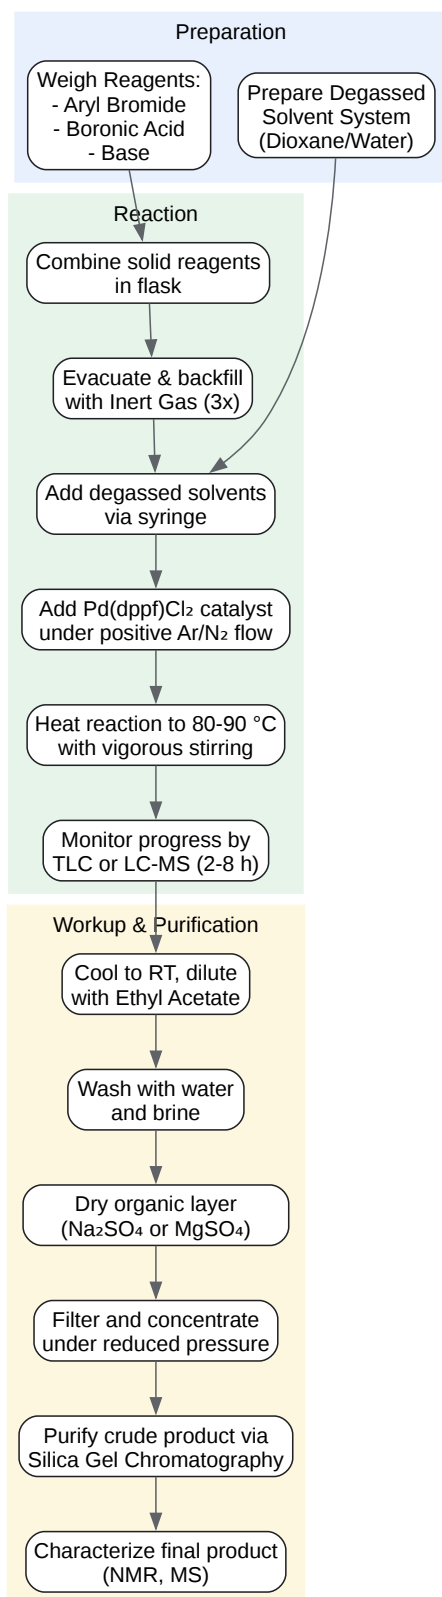 Preparation
Weigh Reagents:
- Aryl Bromide
- Boronic Acid
- Base
Prepare Degassed
Solvent System
(Dioxane/Water)
Reaction
Combine solid reagents
in flask
Evacuate & backfill
with Inert Gas (3x)
Add degassed solvents
via syringe
Add Pd(dppf)Cl₂ catalyst
under positive Ar/N₂ flow
Heat reaction to 80-90 °C
with vigorous stirring
Monitor progress by
TLC or LC-MS (2-8 h)
Workup & Purification
Cool to RT, dilute
with Ethyl Acetate
Wash with water
and brine
Dry organic layer
(Na₂SO₄ or MgSO₄)
Filter and concentrate
under reduced pressure
Purify crude product via
Silica Gel Chromatography
Characterize final product
(NMR, MS)